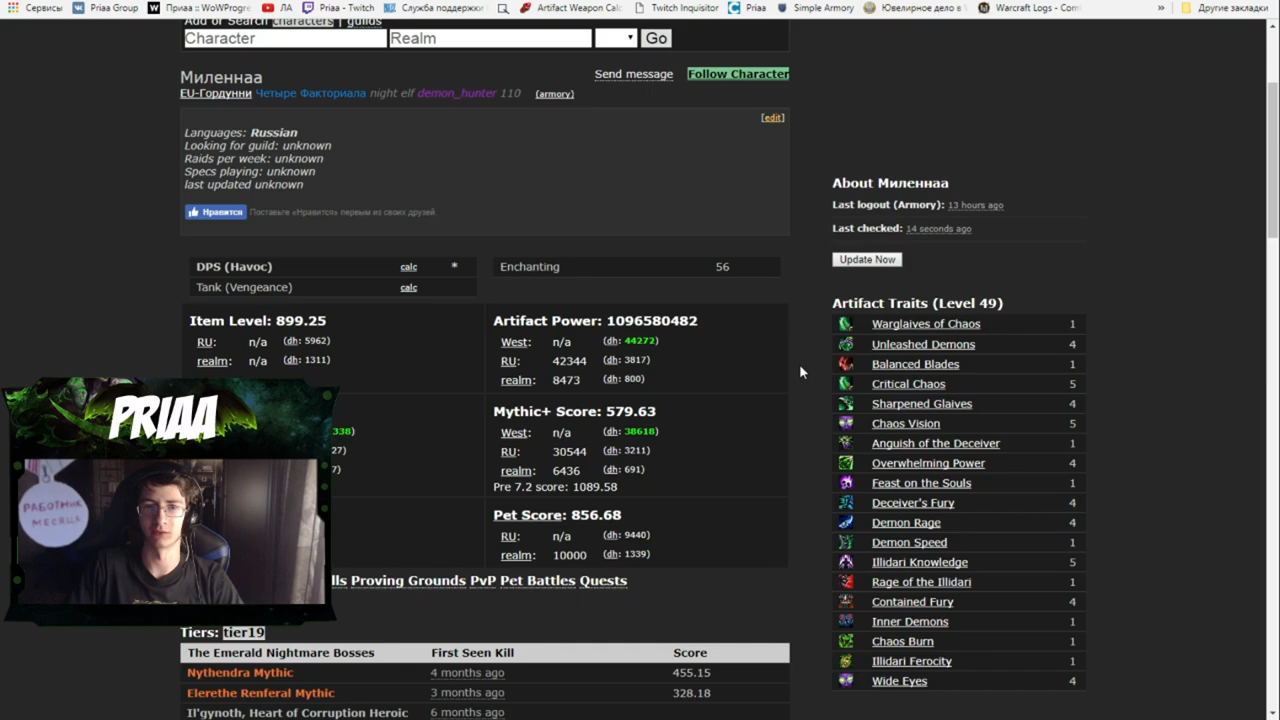 Сервисы Priaa Group Приаа :: WoWProgre ЛА Priaa - Twitch Служба поддержки Artifact Weapon Calc Twitch Inquisitor Priaa Simple Armory Ювелирное дело в Warcraft Logs - Com » Другие закладки
Add or Search characters | guilds
Character Realm Go
Миленнаа Send message Follow Character
EU-Гордунни Четыре Факториала night elf demon_hunter 110 (armory)
[edit]
Languages: Russian
Looking for guild: unknown
Raids per week: unknown
Specs playing: unknown
last updated unknown
Нравится Поставьте «Нравится» первым из своих друзей.
DPS (Havoc) calc *
Tank (Vengeance) calc
Enchanting 56
Item Level: 899.25
RU: n/a (dh: 5962)
realm: n/a (dh: 1311)
338)
27)
7)
Artifact Power: 1096580482
West: n/a (dh: 44272)
RU: 42344 (dh: 3817)
realm: 8473 (dh: 800)
Mythic+ Score: 579.63
West: n/a (dh: 38618)
RU: 30544 (dh: 3211)
realm: 6436 (dh: 691)
Pre 7.2 score: 1089.58
Pet Score: 856.68
RU: n/a (dh: 9440)
realm: 10000 (dh: 1339)
lls Proving Grounds PvP Pet Battles Quests
Tiers: tier19
The Emerald Nightmare Bosses First Seen Kill Score
Nythendra Mythic 4 months ago 455.15
Elerethe Renferal Mythic 3 months ago 328.18
Il'gynoth, Heart of Corruption Heroic 6 months ago
About Миленнаа
Last logout (Armory): 13 hours ago
Last checked: 14 seconds ago
Update Now
Artifact Traits (Level 49)
Warglaives of Chaos 1
Unleashed Demons 4
Balanced Blades 1
Critical Chaos 5
Sharpened Glaives 4
Chaos Vision 5
Anguish of the Deceiver 1
Overwhelming Power 4
Feast on the Souls 1
Deceiver's Fury 4
Demon Rage 4
Demon Speed 1
Illidari Knowledge 5
Rage of the Illidari 1
Contained Fury 4
Inner Demons 1
Chaos Burn 1
Illidari Ferocity 1
Wide Eyes 4
PRIAA
РАБОТНИК
МЕСЯЦА